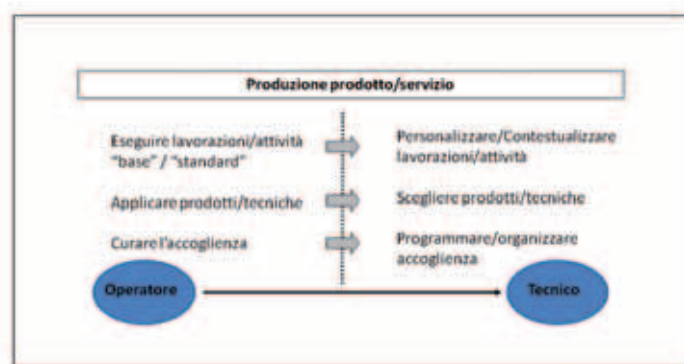 Produzione prodotto/servizio
Eseguire lavorazioni/attività
"base" / "standard"
Personalizzare/Contestualizzare
lavorazioni/attività
Applicare prodotti/tecniche
Scegliere prodotti/tecniche
Curare l'accoglienza
Programmare/organizzare
accoglienza
Operatore
Tecnico